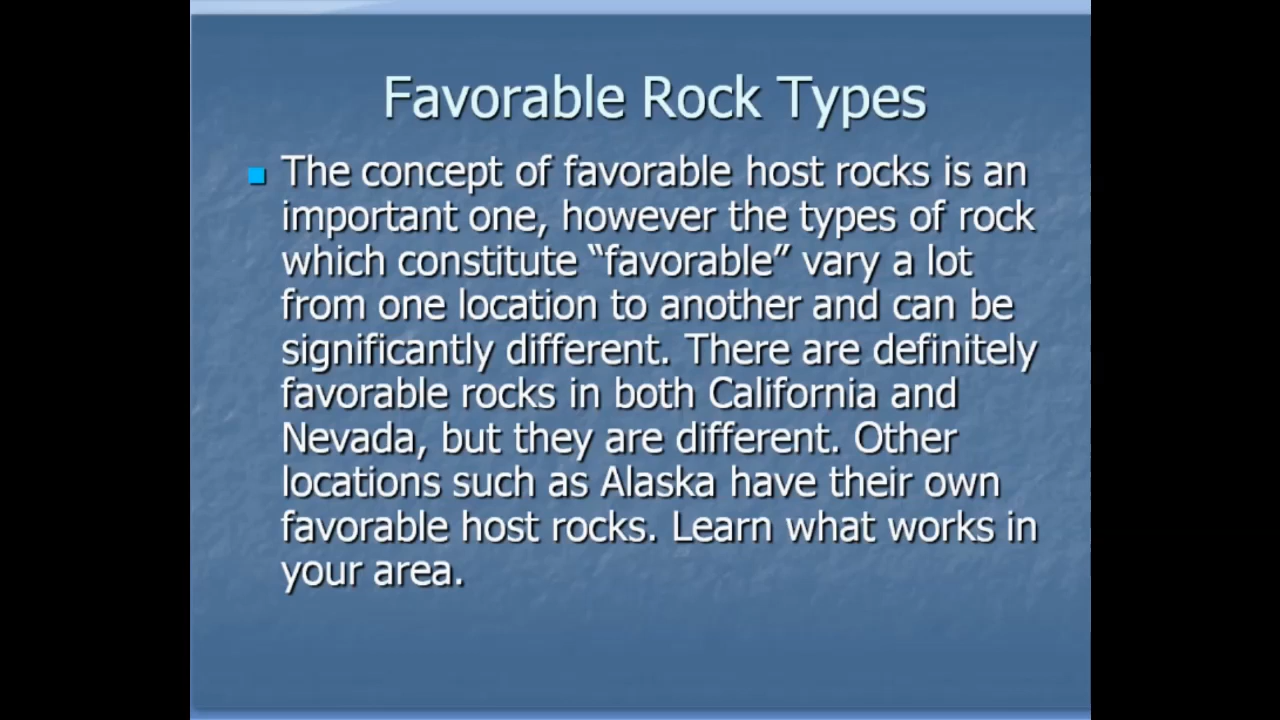 Favorable Rock Types
The concept of favorable host rocks is an
important one, however the types of rock
which constitute “favorable” vary a lot
from one location to another and can be
significantly different. There are definitely
favorable rocks in both California and
Nevada, but they are different. Other
locations such as Alaska have their own
favorable host rocks. Learn what works in
your area.